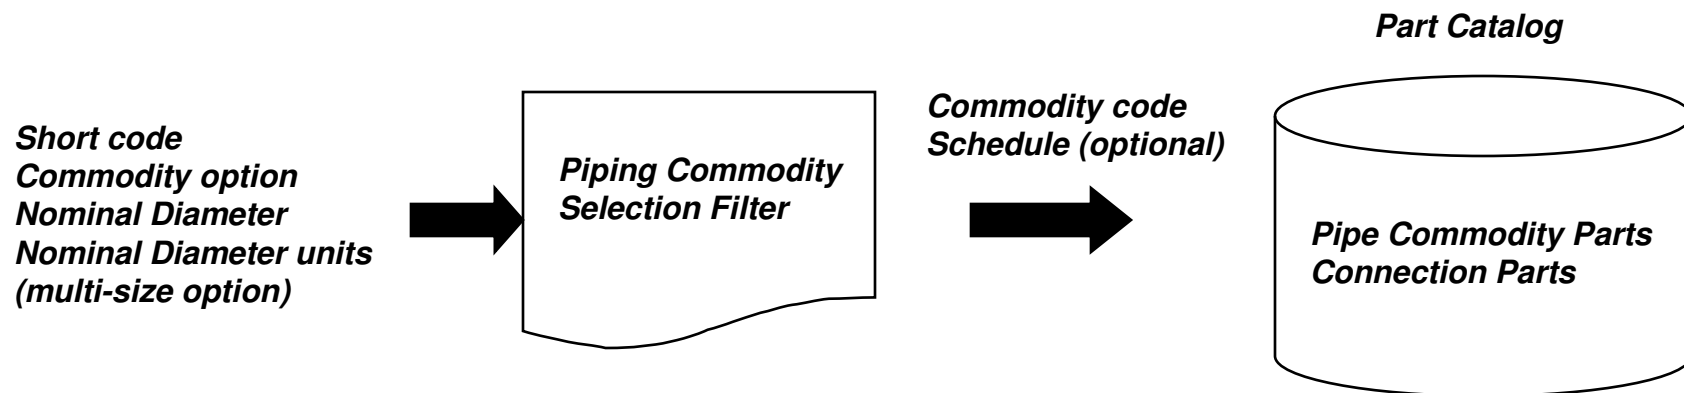 Part Catalog
Short code
Commodity option
Nominal Diameter
Nominal Diameter units
(multi-size option)
Piping Commodity
Selection Filter
Commodity code
Schedule (optional)
Pipe Commodity Parts
Connection Parts